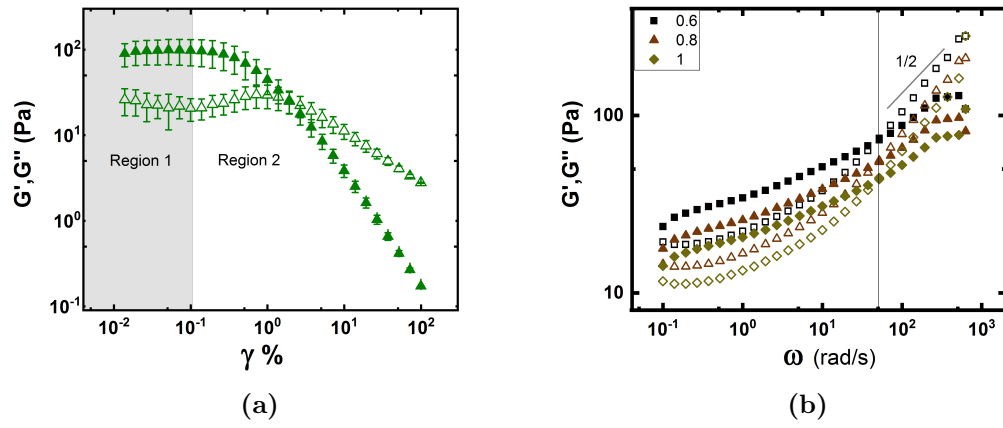 G',G'' (Pa)
10²
10¹
10⁰
10⁻¹
Region 1
Region 2
10⁻² 10⁻¹ 10⁰ 10¹ 10²
γ %
(a)
G',G'' (Pa)
0.6
0.8
1
1/2
100
10
10⁻¹ 10⁰ 10¹ 10² 10³
ω (rad/s)
(b)